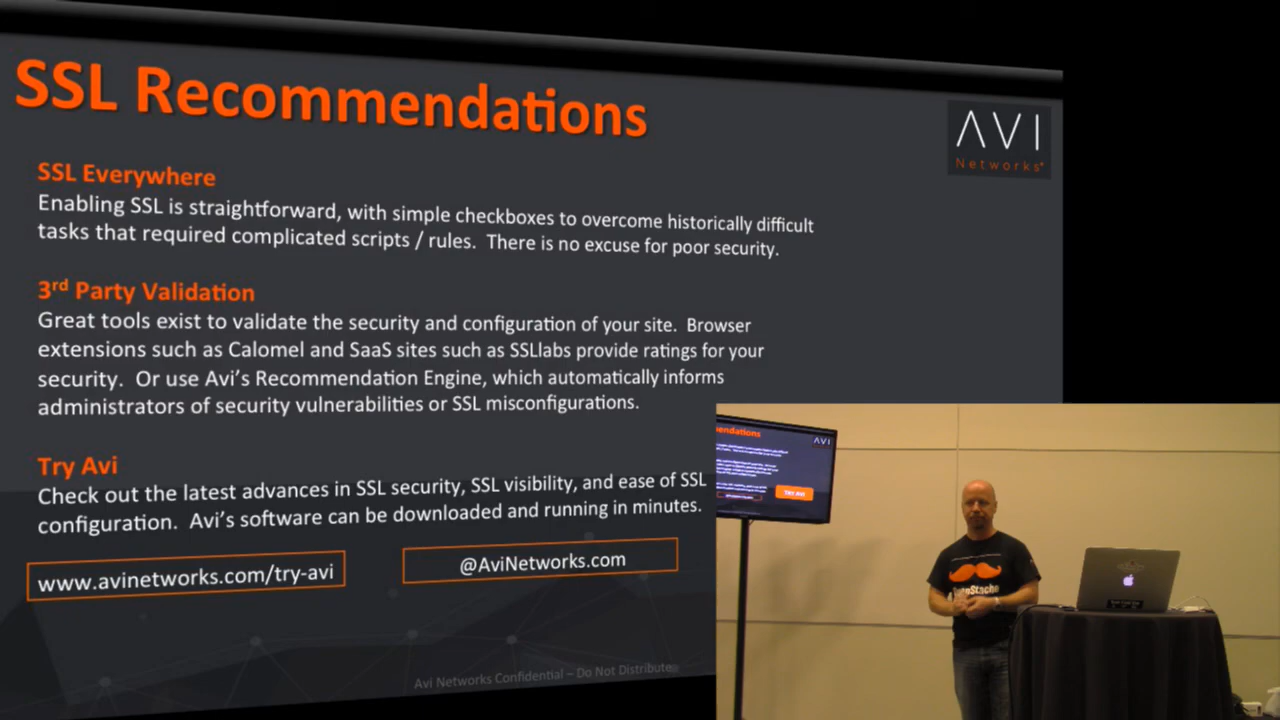 SSL Recommendations
AVI
Networks
SSL Everywhere
Enabling SSL is straightforward, with simple checkboxes to overcome historically difficult
tasks that required complicated scripts / rules. There is no excuse for poor security.
3rd Party Validation
Great tools exist to validate the security and configuration of your site. Browser
extensions such as Calomel and SaaS sites such as SSLlabs provide ratings for your
security. Or use Avi's Recommendation Engine, which automatically informs
administrators of security vulnerabilities or SSL misconfigurations.
Try Avi
Check out the latest advances in SSL security, SSL visibility, and ease of SSL
configuration. Avi's software can be downloaded and running in minutes.
www.avinetworks.com/try-avi
@AviNetworks.com
Avi Networks Confidential – Do Not Distribute
endations
AVI
TRY AVI